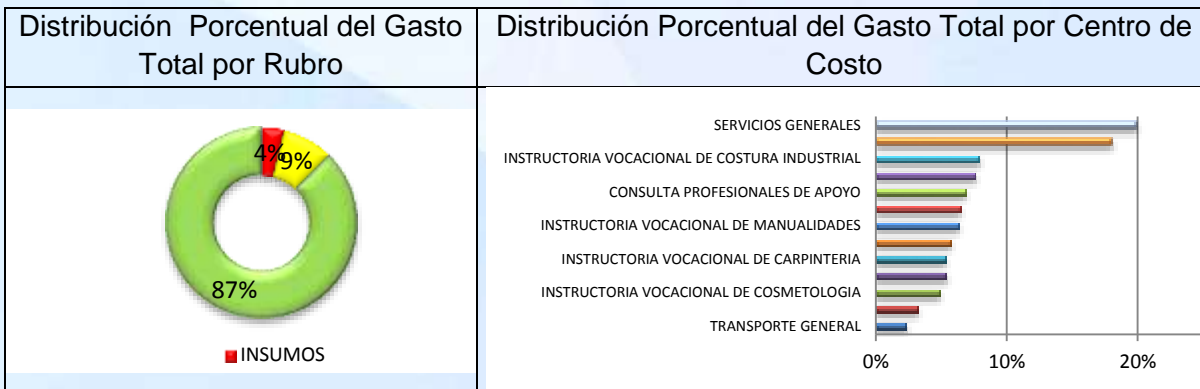 Distribución Porcentual del Gasto
Total por Rubro
4%
9%
87%
INSUMOS
Distribución Porcentual del Gasto Total por Centro de
Costo
SERVICIOS GENERALES
INSTRUCTORIA VOCACIONAL DE COSTURA INDUSTRIAL
CONSULTA PROFESIONALES DE APOYO
INSTRUCTORIA VOCACIONAL DE MANUALIDADES
INSTRUCTORIA VOCACIONAL DE CARPINTERIA
INSTRUCTORIA VOCACIONAL DE COSMETOLOGIA
TRANSPORTE GENERAL
0% 10% 20%